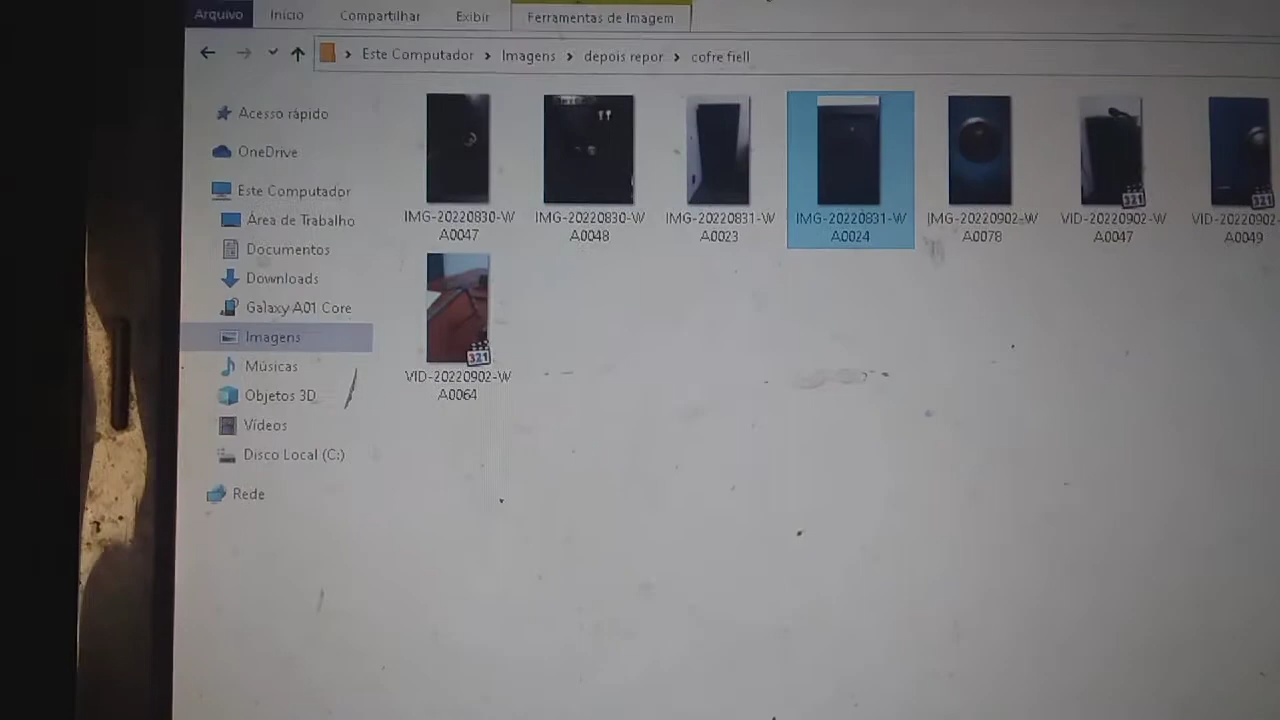 Arquivo Início Compartilhar Exibir Ferramentas de Imagem
Este Computador Imagens depois repor cofre fiell
Acesso rápido
OneDrive
Este Computador
Área de Trabalho
Documentos
Downloads
Galaxy A01 Core
Imagens
Músicas
Objetos 3D
Vídeos
Disco Local (C:)
Rede
IMG-20220830-W
A0047
IMG-20220830-W
A0048
IMG-20220831-W
A0023
IMG-20220831-W
A0024
IMG-20220902-W
A0078
VID-20220902-W
A0047
VID-20220902-
A0049
321
321
VID-20220902-W
A0064
321